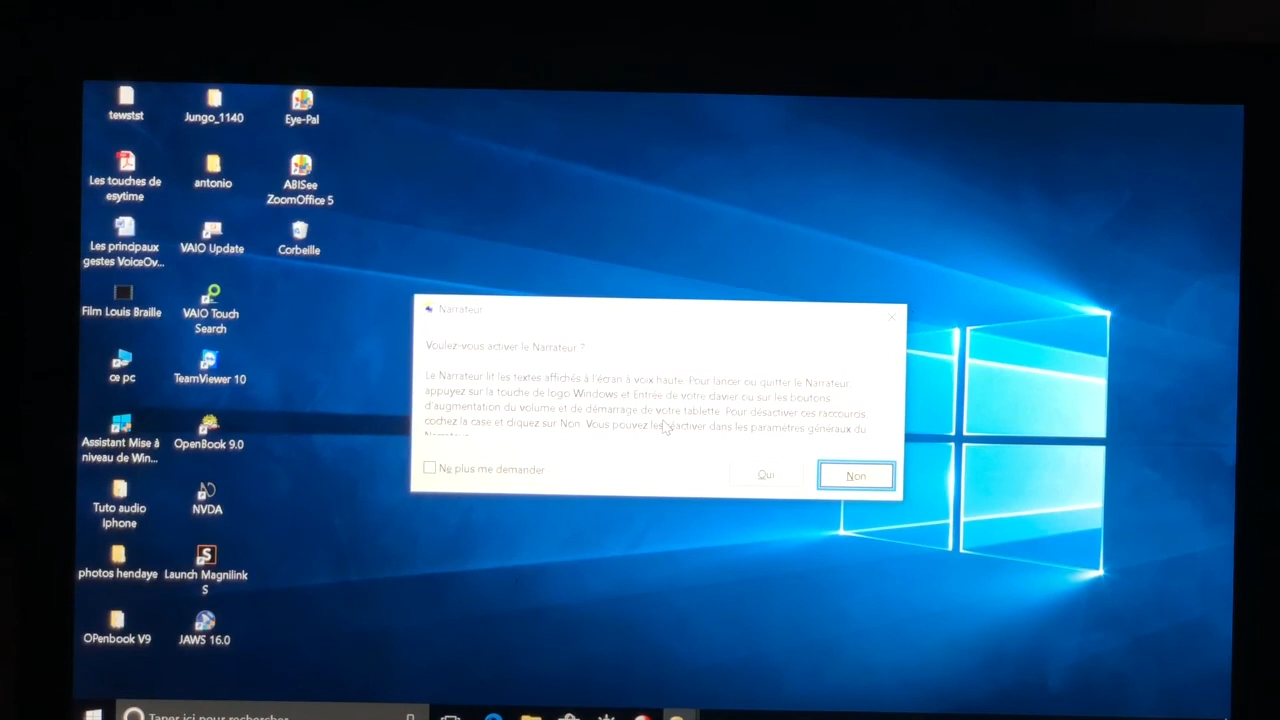 tewstst
Jungo_1140
Eye-Pal
Les touches de
esytime
antonio
ABISee
ZoomOffice 5
Les principaux
gestes VoiceOv...
VAIO Update
Corbeille
Film Louis Braille
VAIO Touch
Search
ce pc
TeamViewer 10
Assistant Mise à
niveau de Win...
OpenBook 9.0
Tuto audio
Iphone
NVDA
photos hendaye
Launch Magnilink
S
OPenbook V9
JAWS 16.0
Narrateur
Voulez-vous activer le Narrateur ?
Le Narrateur lit les textes affichés à l'écran à voix haute. Pour lancer ou quitter le Narrateur,
appuyez sur la touche de logo Windows et Entrée de votre clavier ou sur les boutons
d'augmentation du volume et de démarrage de votre tablette. Pour désactiver ces raccourcis
cochez la case et cliquez sur Non. Vous pouvez les réactiver dans les paramètres généraux du
Ne plus me demander
Oui
Non
Taper ici pour rechercher